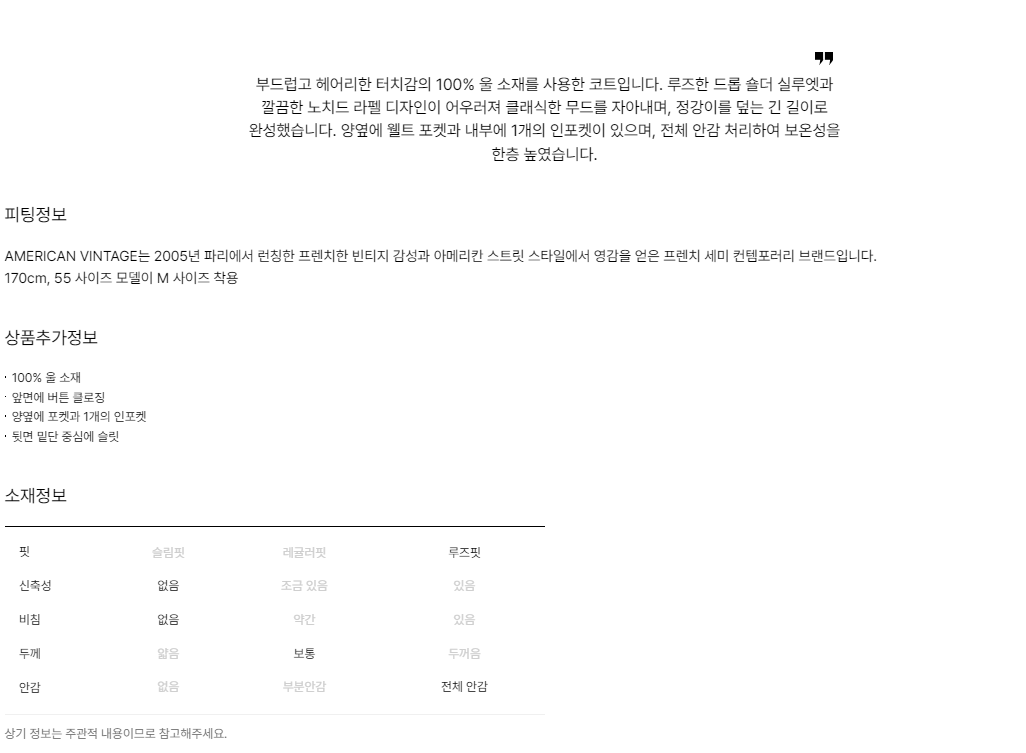 ❞
부드럽고 헤어리한 터치감의 100% 울 소재를 사용한 코트입니다. 루즈한 드롭 숄더 실루엣과
깔끔한 노치드 라펠 디자인이 어우러져 클래식한 무드를 자아내며, 정강이를 덮는 긴 길이로
완성했습니다. 양옆에 웰트 포켓과 내부에 1개의 인포켓이 있으며, 전체 안감 처리하여 보온성을
한층 높였습니다.
피팅정보
AMERICAN VINTAGE는 2005년 파리에서 런칭한 프렌치한 빈티지 감성과 아메리칸 스트릿 스타일에서 영감을 얻은 프렌치 세미 컨템포러리 브랜드입니다.
170cm, 55 사이즈 모델이 M 사이즈 착용
상품추가정보
· 100% 울 소재
· 앞면에 버튼 클로징
· 양옆에 포켓과 1개의 인포켓
· 뒷면 밑단 중심에 슬릿
소재정보
핏 슬림핏 레귤러핏 루즈핏
신축성 없음 조금 있음 있음
비침 없음 약간 있음
두께 얇음 보통 두꺼움
안감 없음 부분안감 전체 안감
상기 정보는 주관적 내용이므로 참고해주세요.